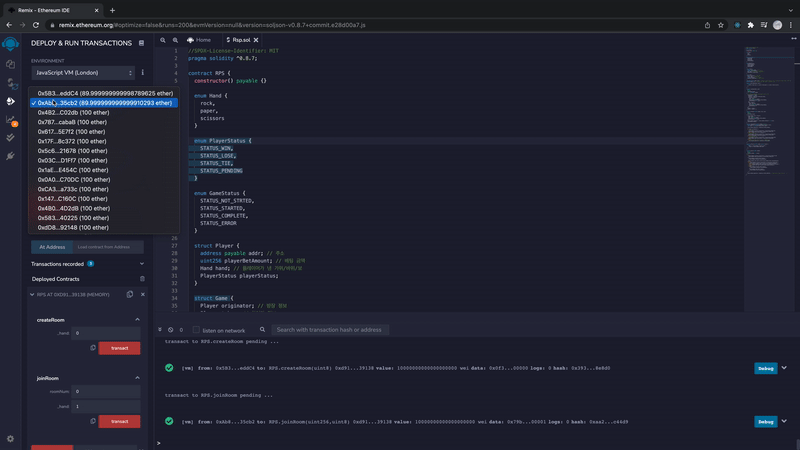 Remix - Ethereum IDE
remix.ethereum.org/#optimize=false&runs=200&evmVersion=null&version=soljson-v0.8.7+commit.e28d00a7.js
DEPLOY & RUN TRANSACTIONS
ENVIRONMENT
JavaScript VM (London)
0x5B3...eddC4 (89.999999999998789625 ether)
0xAb8...35cb2 (89.999999999999910293 ether)
0x4B2...C02db (100 ether)
0x787...cabaB (100 ether)
0x617...5E7f2 (100 ether)
0x17F...8c372 (100 ether)
0x5c6...21678 (100 ether)
0x03C...D1Ff7 (100 ether)
0x1aE...E454C (100 ether)
0x0A0...C70DC (100 ether)
0xCA3...a733c (100 ether)
0x147...C160C (100 ether)
0x4B0...4D2dB (100 ether)
0x583...40225 (100 ether)
0xdD8...92148 (100 ether)
At Address
Load contract from Address
Transactions recorded
Deployed Contracts
RPS AT 0XD91...39138 (MEMORY)
createRoom
_hand: 0
transact
joinRoom
roomNum: 0
_hand: 1
transact
Home
Rsp.sol
1 //SPDX-License-Identifier: MIT
2 pragma solidity ^0.8.7;
3
4 contract RPS {
5 constructor() payable {}
6
7 enum Hand {
8 rock,
9 paper,
10 scissors
11 }
12
13 enum PlayerStatus {
14 STATUS_WIN,
15 STATUS_LOSE,
16 STATUS_TIE,
17 STATUS_PENDING
18 }
19
20 enum GameStatus {
21 STATUS_NOT_STRTED,
22 STATUS_STARTED,
23 STATUS_COMPLETE,
24 STATUS_ERROR
25 }
26
27 struct Player {
28 address payable addr; // 주소
29 uint256 playerBetAmount; // 베팅 금액
30 Hand hand; // 플레이어가 낸 가위/바위/보
31 PlayerStatus playerStatus;
32 }
33
34 struct Game {
35 Player originator; // 방장 정보
0
listen on network
Search with transaction hash or address
transact to RPS.createRoom pending ...
[vm] from: 0x5B3...eddC4 to: RPS.createRoom(uint8) 0xd91...39138 value: 10000000000000000000 wei data: 0x5f3...00000 logs: 0 hash: 0x393...8e8d0
Debug
transact to RPS.joinRoom pending ...
[vm] from: 0xAb8...35cb2 to: RPS.joinRoom(uint256,uint8) 0xd91...39138 value: 10000000000000000000 wei data: 0x79b...00001 logs: 0 hash: 0xaa2...c44d9
Debug
>